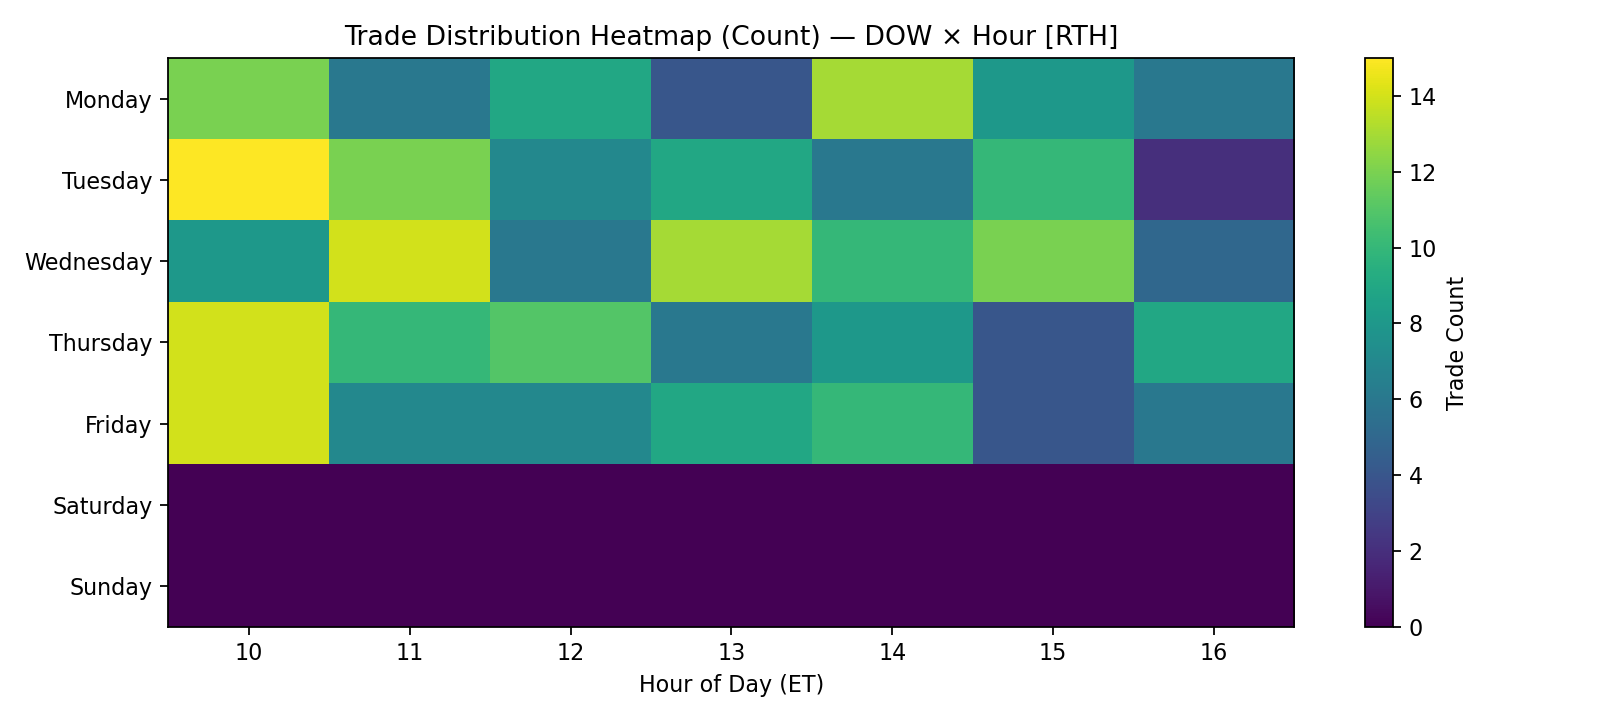 Trade Distribution Heatmap (Count) — DOW × Hour [RTH]
Monday
Tuesday
Wednesday
Thursday
Friday
Saturday
Sunday
10 11 12 13 14 15 16
Hour of Day (ET)
14
12
10
8
6
4
2
0
Trade Count